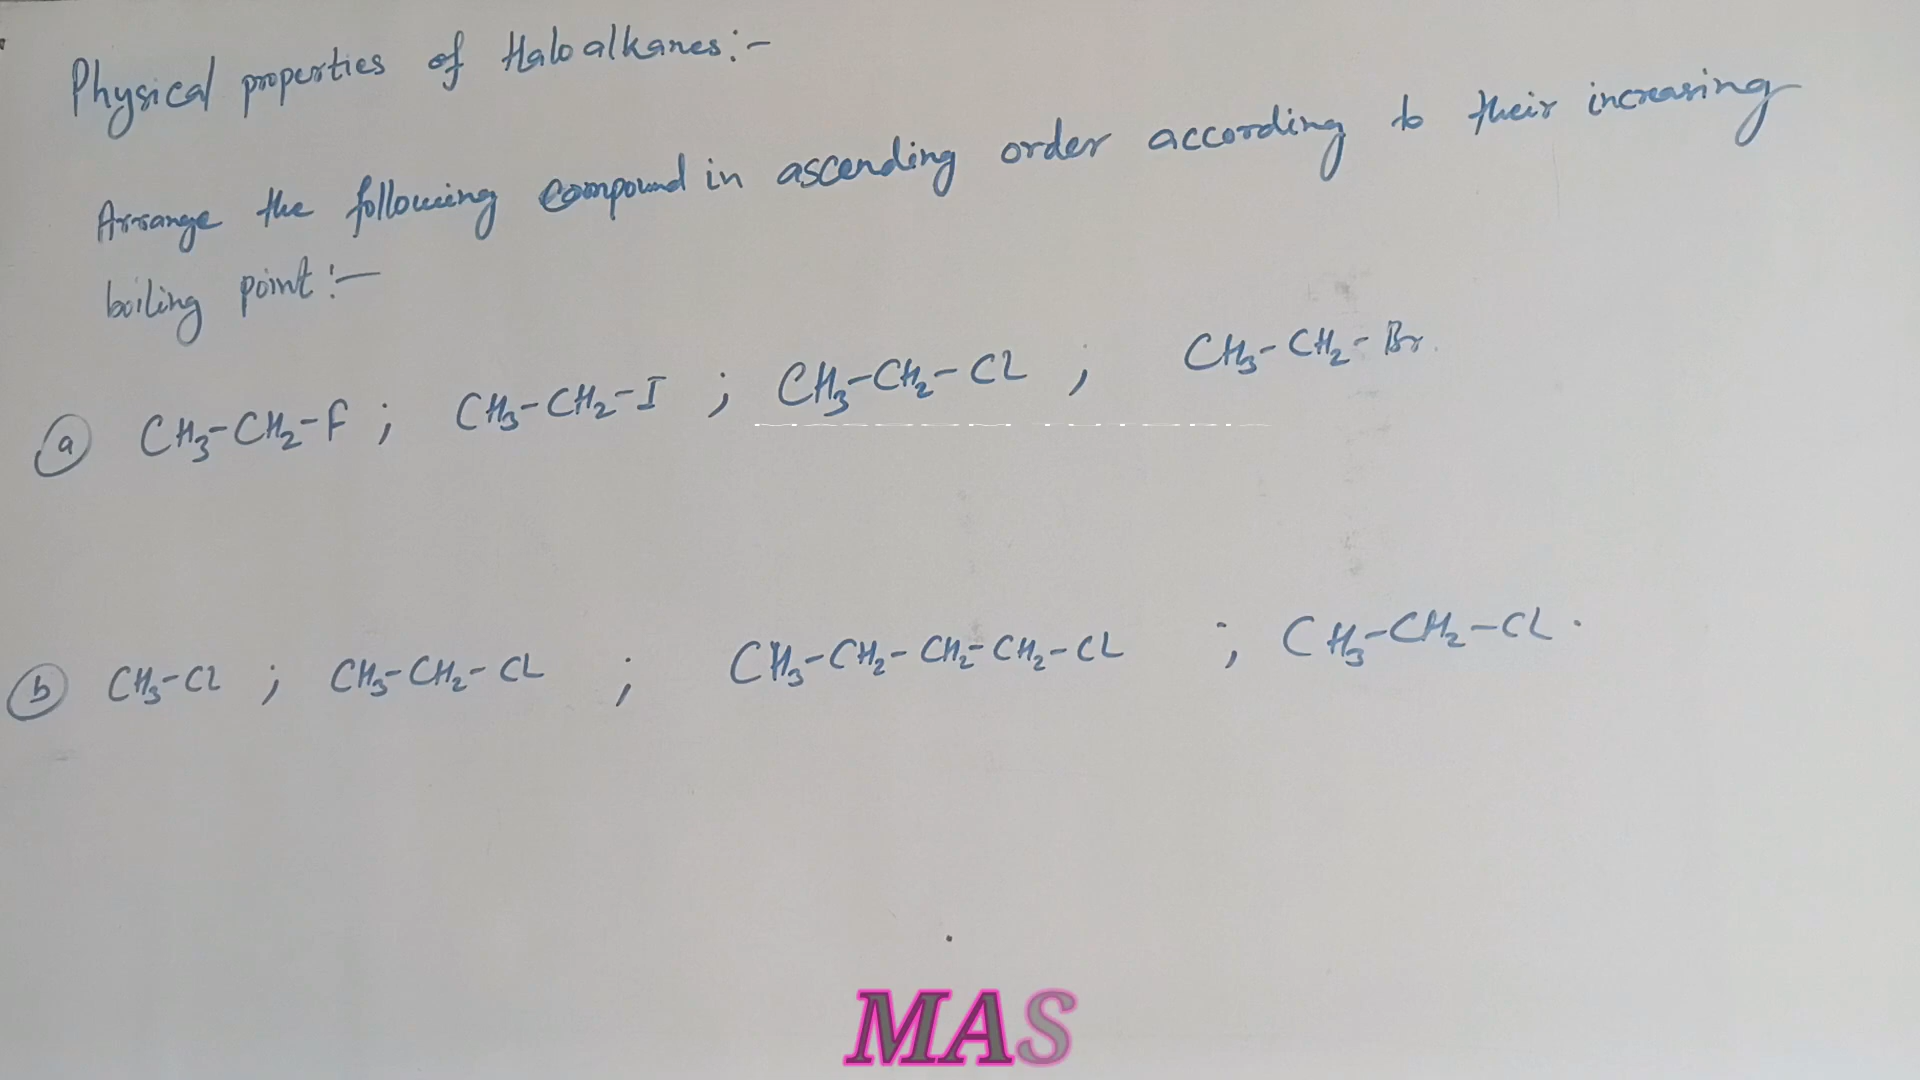 Physical properties of Haloalkanes:-
Arrange the following compound in ascending order according to their increasing
boiling point:-
(a) CH₃-CH₂-F ; CH₃-CH₂-I ; CH₃-CH₂-Cl , CH₃-CH₂-Br.
(b) CH₃-Cl ; CH₃-CH₂-CL ; CH₃-CH₂-CH₂-CH₂-CL ; CH₃-CH₂-CL.
MAS